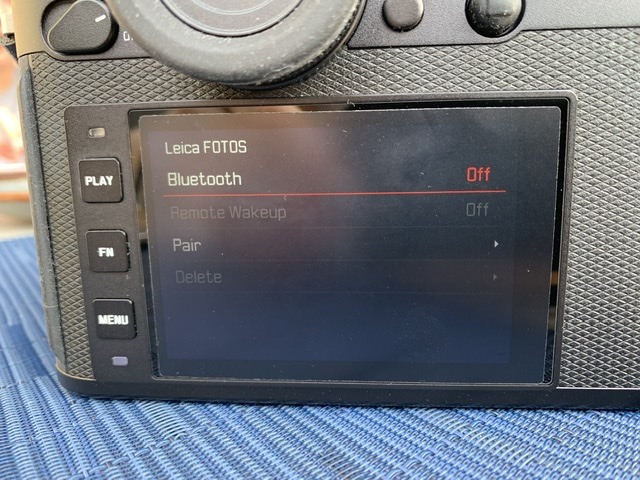 Leica FOTOS
Bluetooth Off
Remote Wakeup Off
Pair
Delete
PLAY
FN
MENU